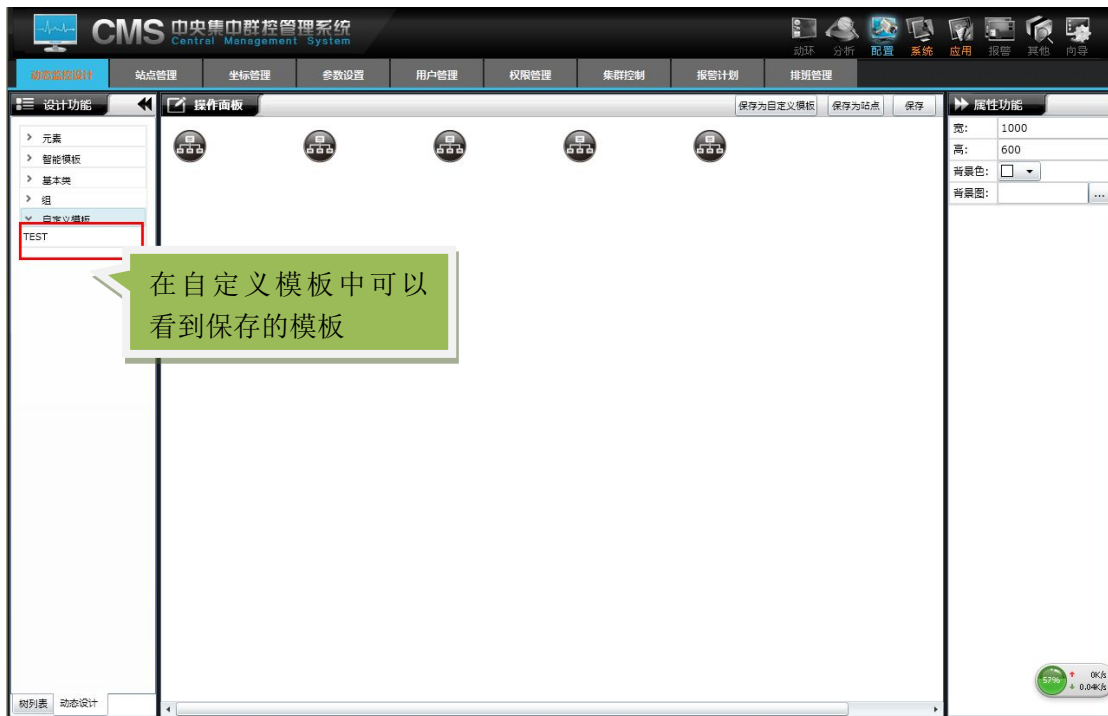 CMS 中央集中群控管理系统
Central Management System
动环 分析 配置 系统 应用 报警 其他 向导
动态监控设计 站点管理 坐标管理 参数设置 用户管理 权限管理 集群控制 报警计划 排班管理
设计功能 操作面板 保存为自定义模板 保存为站点 保存 属性功能
元素
智能模板
基本类
组
自定义模板
TEST
在自定义模板中可以
看到保存的模板
宽: 1000
高: 600
背景色:
背景图: ...
57% 0K/s
0.04K/s
树列表 动态设计